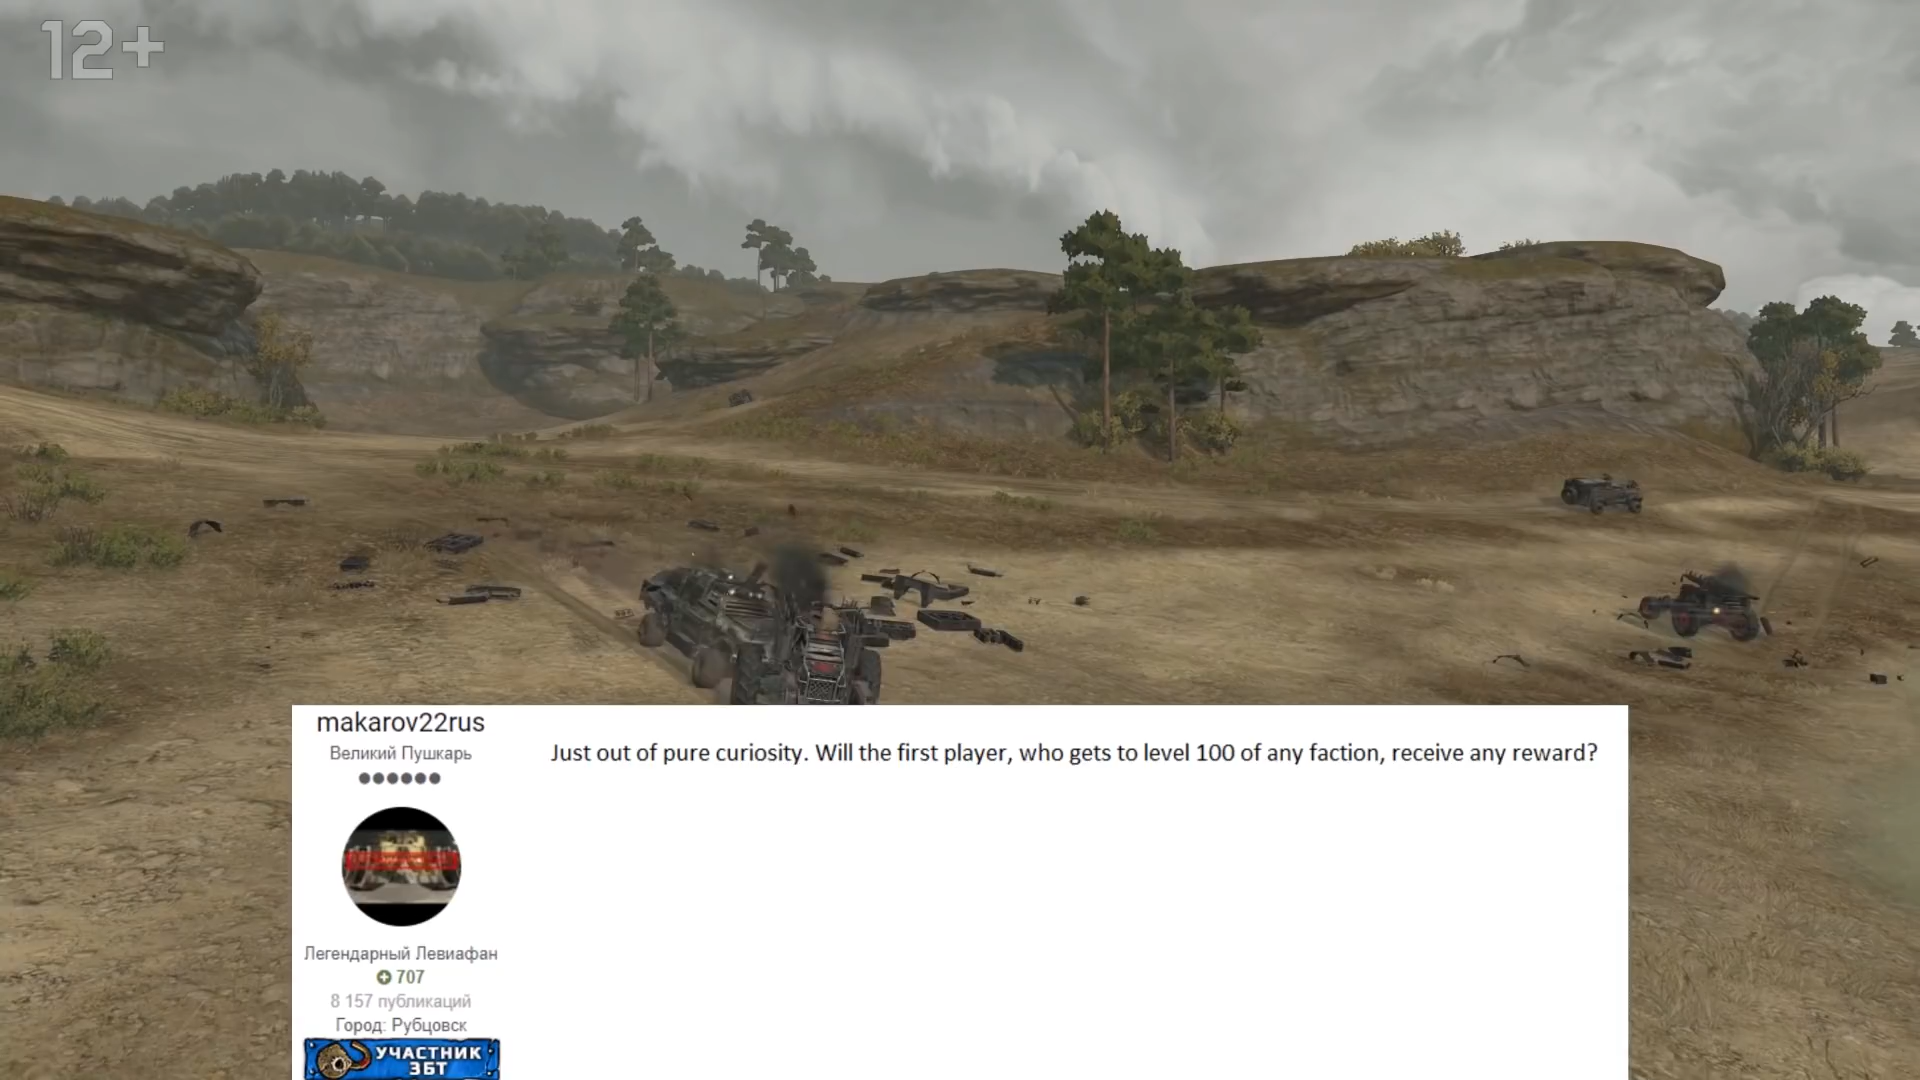 12+
makarov22rus
Великий Пушкарь
Just out of pure curiosity. Will the first player, who gets to level 100 of any faction, receive any reward?
Легендарный Левиафан
707
8 157 публикаций
Город: Рубцовск
УЧАСТНИК
ЗБТ